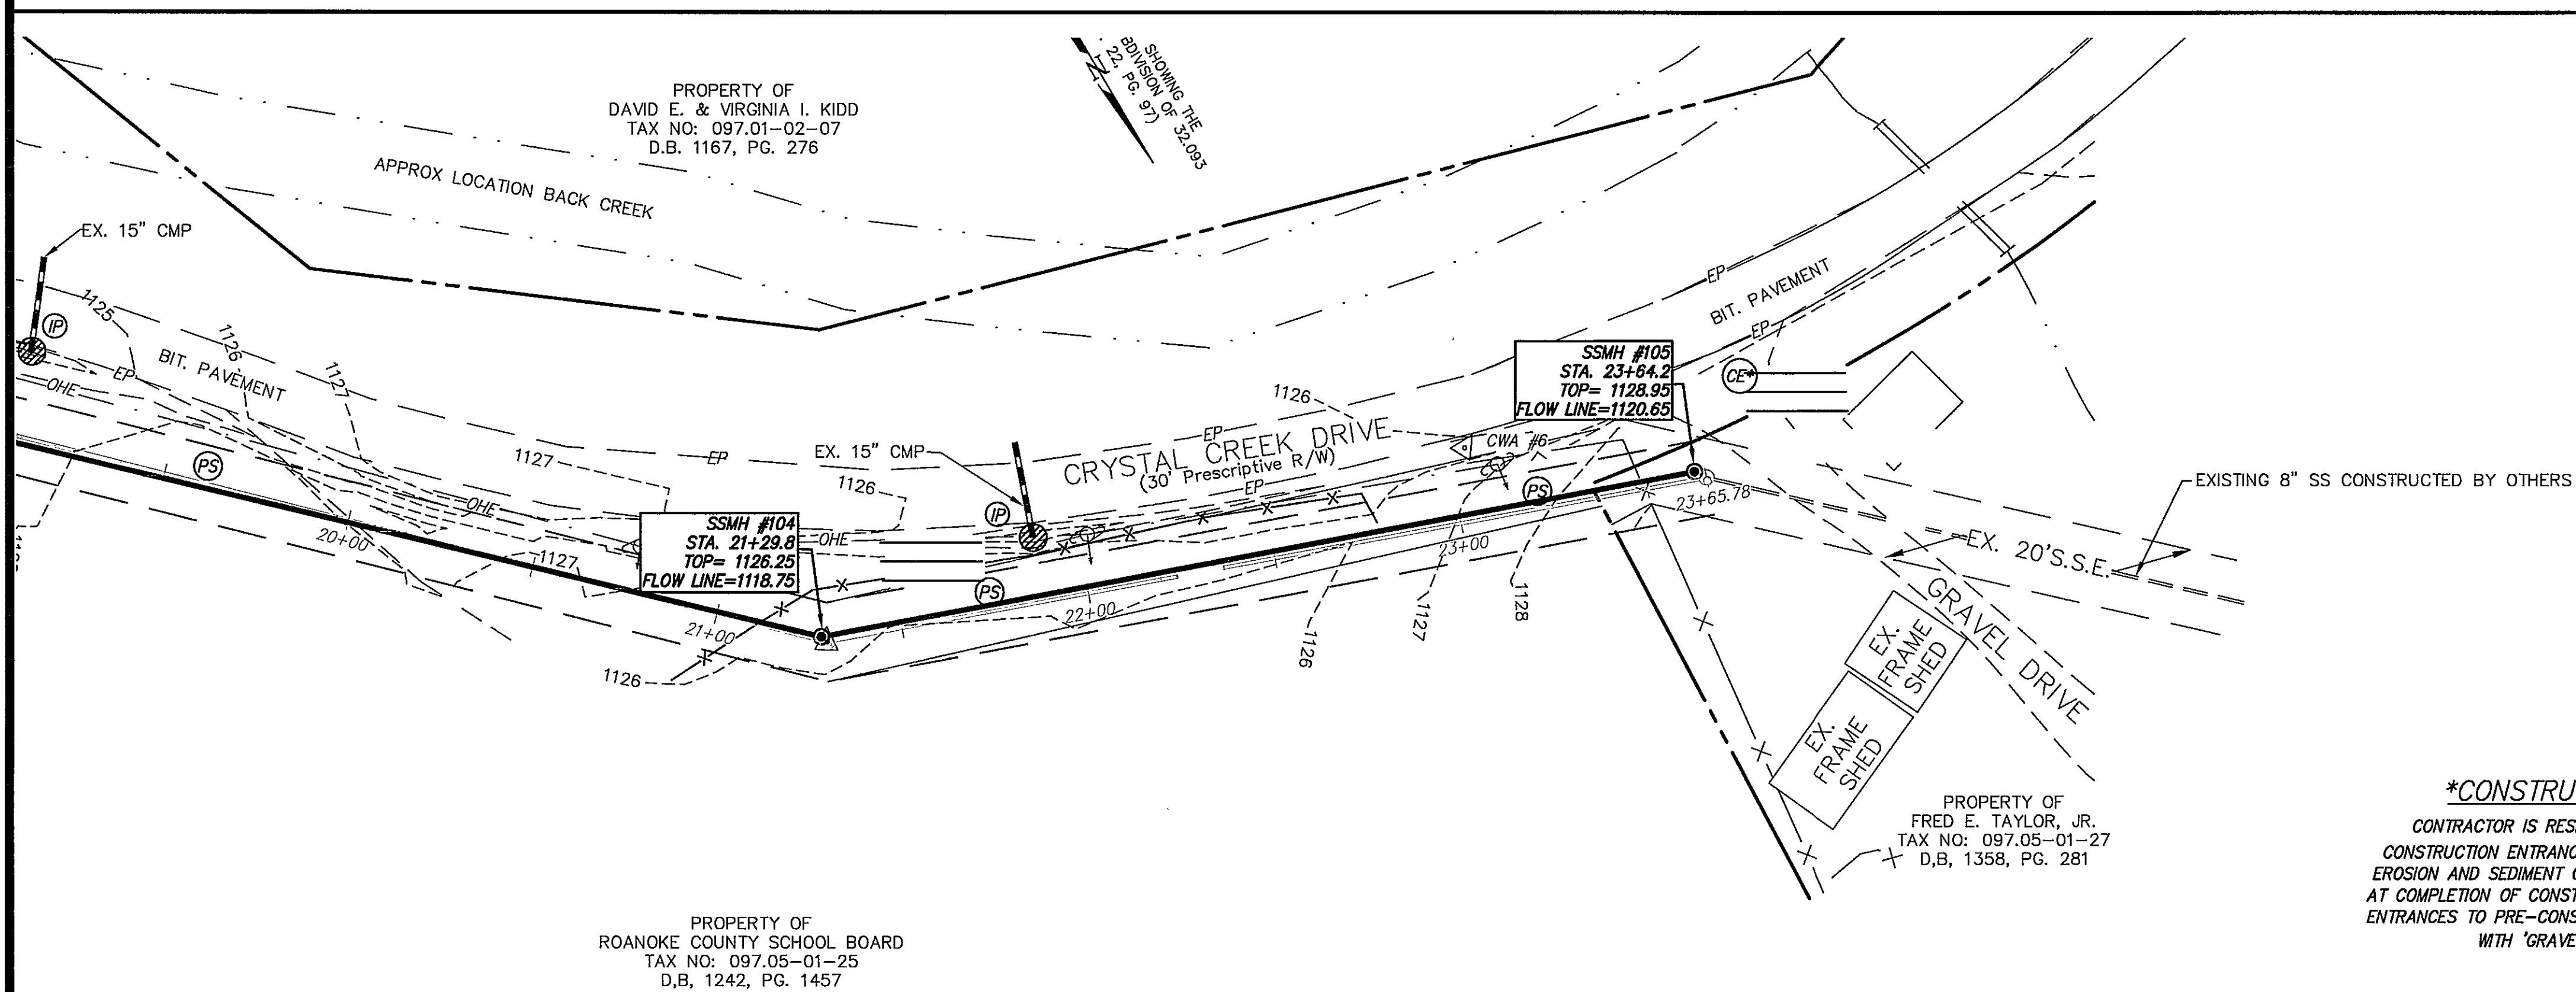 PROPERTY OF
DAVID E. & VIRGINIA I. KIDD
TAX NO: 097.01-02-07
D.B. 1167, PG. 276
SHOWING THE
BDIVISION OF 32.093
22, PG. 97)
N
APPROX LOCATION BACK CREEK
EX. 15" CMP
IP
1125
1126
1127
BIT. PAVEMENT
EP
OHE
PS
20+00
1127
EP
OHE
1127
SSMH #104
STA. 21+29.8
TOP= 1126.25
FLOW LINE=1118.75
OHE
21+00
1126
EX. 15" CMP
1126
IP
PS
CRYSTAL CREEK DRIVE
(30' Prescriptive R/W)
EP
EP
1126
22+00
CWA #6
PS
23+00
1126
1127
1128
SSMH #105
STA. 23+64.2
TOP= 1128.95
FLOW LINE=1120.65
EP
BIT. PAVEMENT
EP
CE*
23+65.78
EXISTING 8" SS CONSTRUCTED BY OTHERS
EX. 20'S.S.E.
GRAVEL DRIVE
EX.
FRAME
SHED
EX.
FRAME
SHED
PROPERTY OF
FRED E. TAYLOR, JR.
TAX NO: 097.05-01-27
D,B, 1358, PG. 281
PROPERTY OF
ROANOKE COUNTY SCHOOL BOARD
TAX NO: 097.05-01-25
D,B, 1242, PG. 1457
*CONSTRU
CONTRACTOR IS RES
CONSTRUCTION ENTRANC
EROSION AND SEDIMENT
AT COMPLETION OF CONST
ENTRANCES TO PRE-CONS
WITH 'GRAVE